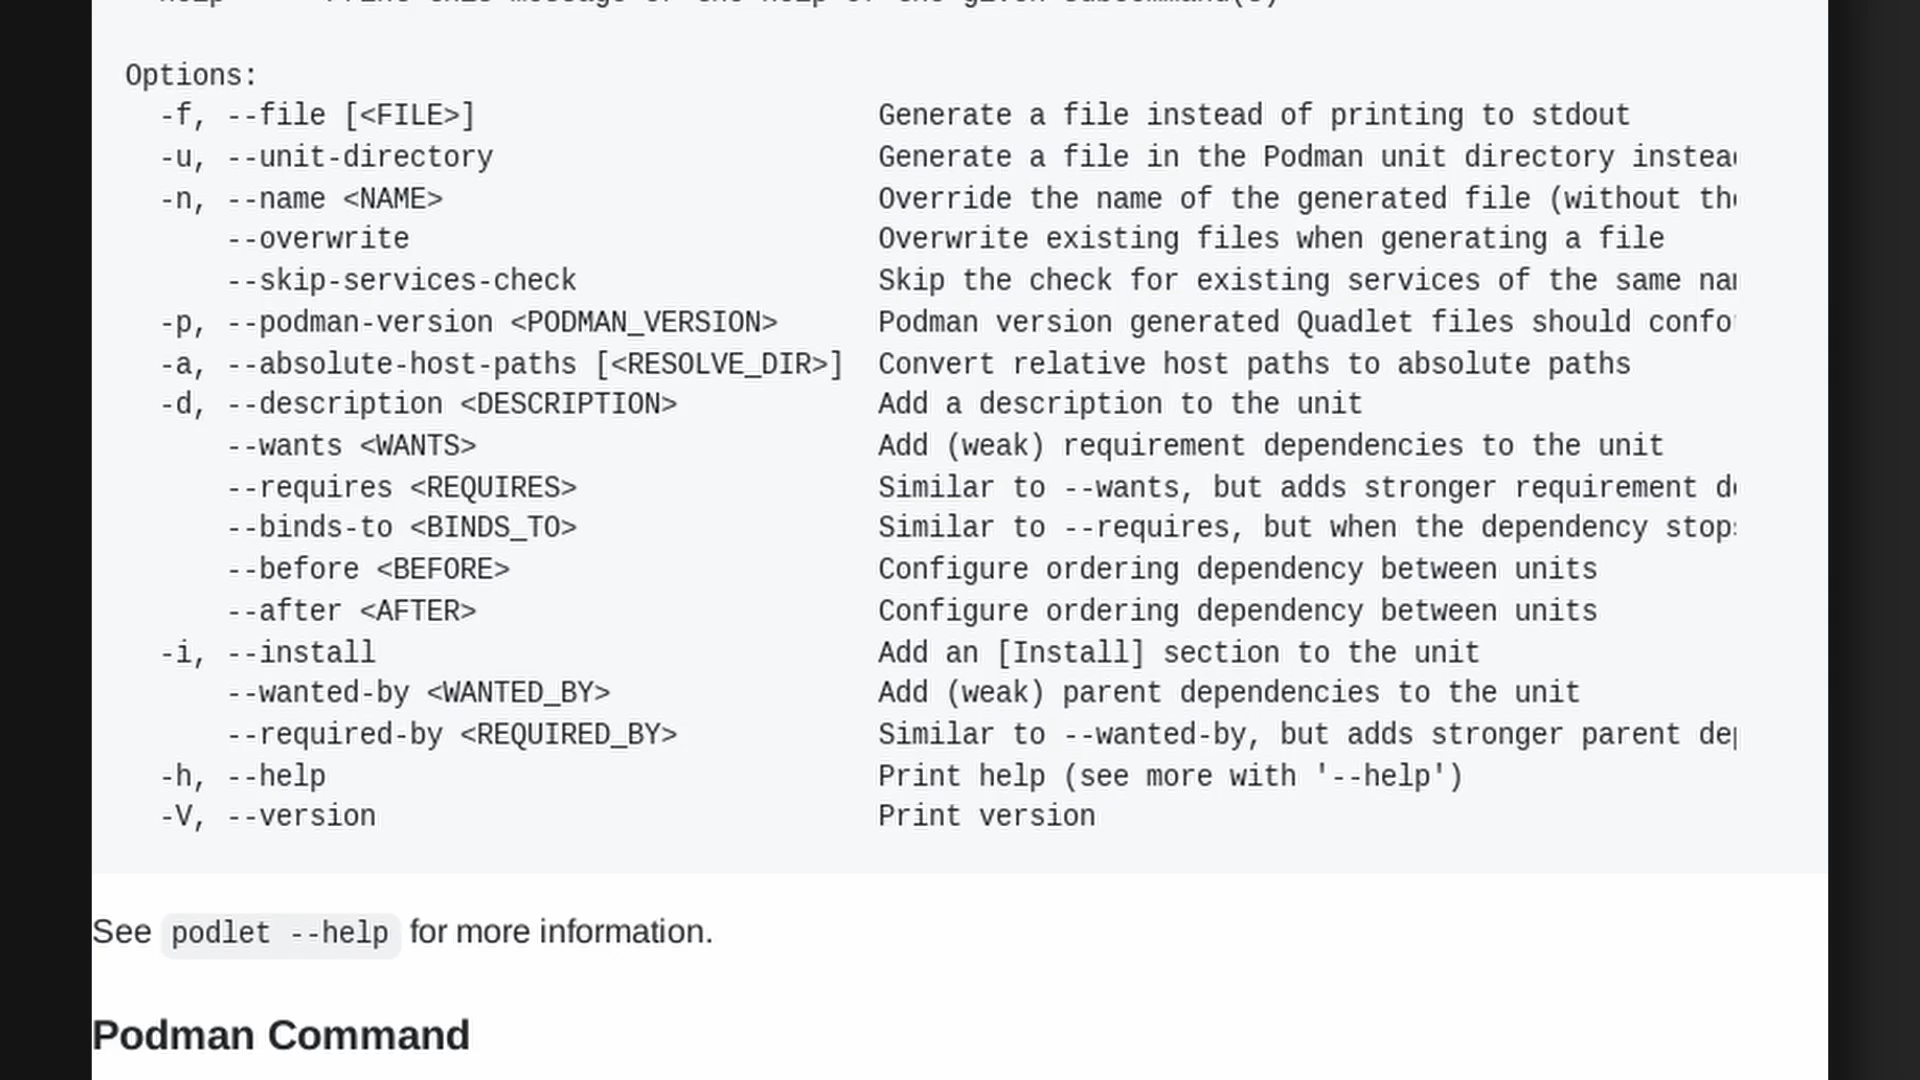 Options:
-f, --file [<FILE>] Generate a file instead of printing to stdout
-u, --unit-directory Generate a file in the Podman unit directory
-n, --name <NAME> Override the name of the generated file (without
--overwrite Overwrite existing files when generating a file
--skip-services-check Skip the check for existing services of the same
-p, --podman-version <PODMAN_VERSION> Podman version generated Quadlet files should
-a, --absolute-host-paths [<RESOLVE_DIR>] Convert relative host paths to absolute paths
-d, --description <DESCRIPTION> Add a description to the unit
--wants <WANTS> Add (weak) requirement dependencies to the unit
--requires <REQUIRES> Similar to --wants, but adds stronger requirement
--binds-to <BINDS_TO> Similar to --requires, but when the dependency
--before <BEFORE> Configure ordering dependency between units
--after <AFTER> Configure ordering dependency between units
-i, --install Add an [Install] section to the unit
--wanted-by <WANTED_BY> Add (weak) parent dependencies to the unit
--required-by <REQUIRED_BY> Similar to --wanted-by, but adds stronger parent
-h, --help Print help (see more with '--help')
-V, --version Print version
See podlet --help for more information.
Podman Command